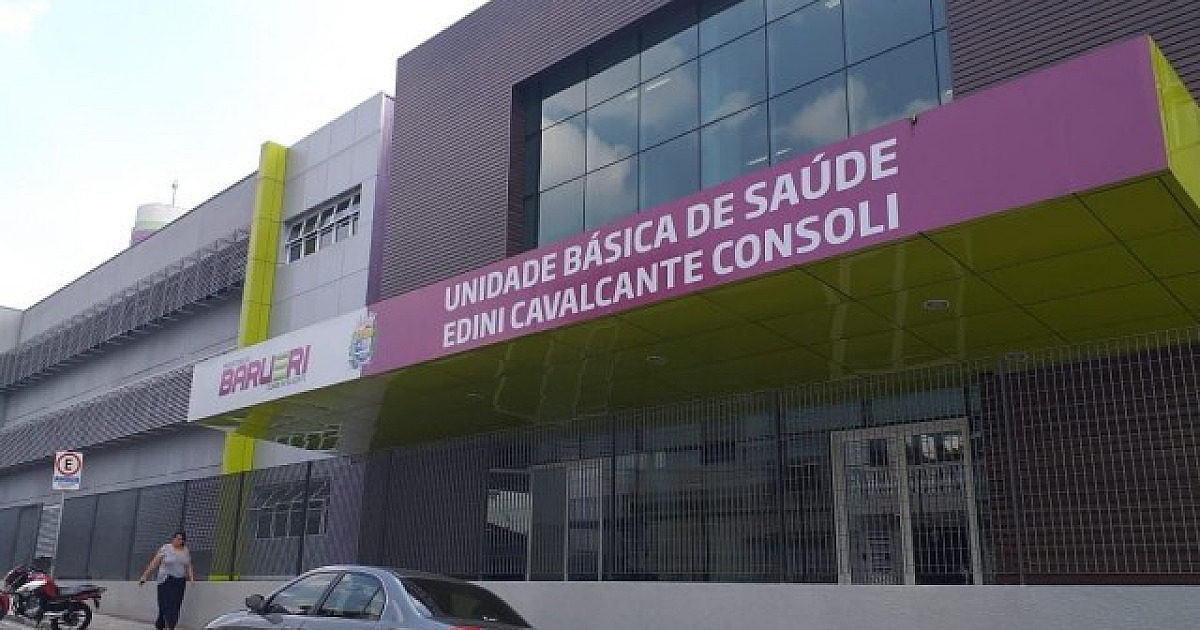 UNIDADE BÁSICA DE SAÚDE
EDINI CAVALCANTE CONSOLI
BARUERI
E